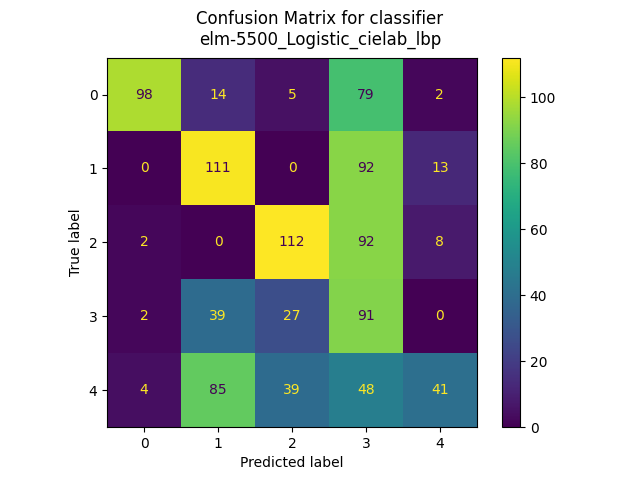 Confusion Matrix for classifier
elm-5500_Logistic_cielab_lbp
True label
0 98 14 5 79 2
1 0 111 0 92 13
2 2 0 112 92 8
3 2 39 27 91 0
4 4 85 39 48 41
0 1 2 3 4
Predicted label
100
80
60
40
20
0